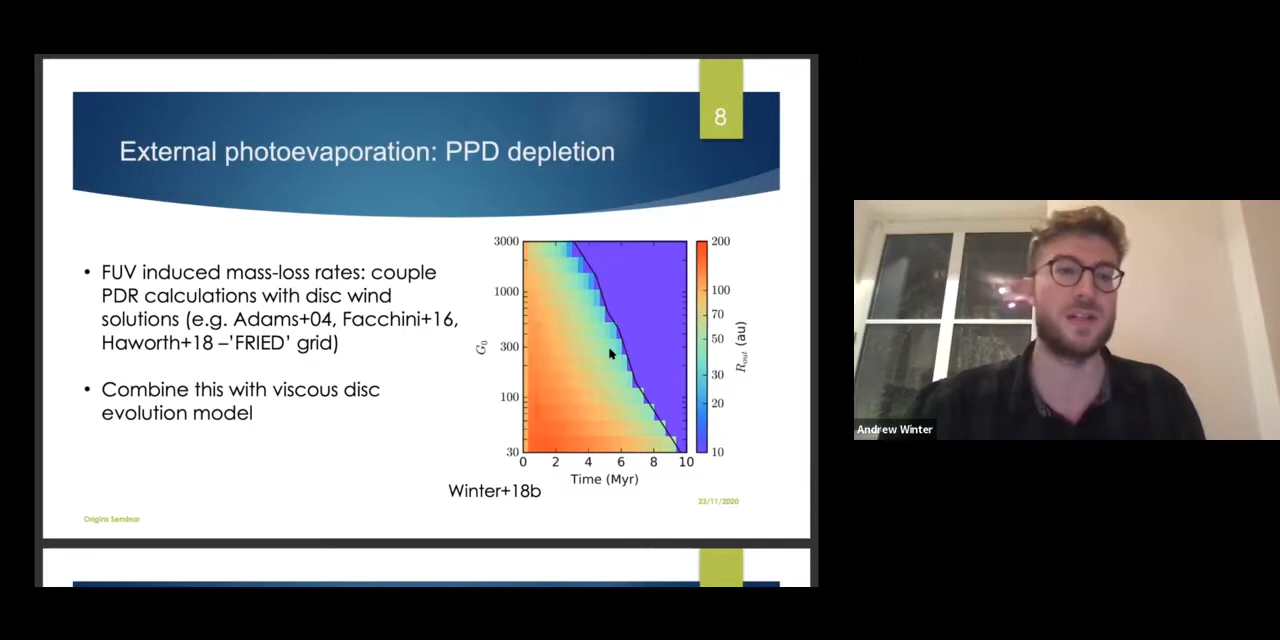 8
External photoevaporation: PPD depletion
• FUV induced mass-loss rates: couple
PDR calculations with disc wind
solutions (e.g. Adams+04, Facchini+16,
Haworth+18 –'FRIED' grid)
• Combine this with viscous disc
evolution model
3000
1000
300
100
30
G₀
0 2 4 6 8 10
Time (Myr)
200
100
70
50
30
20
10
R_out (au)
Winter+18b
23/11/2020
Origins Seminar
Andrew Winter